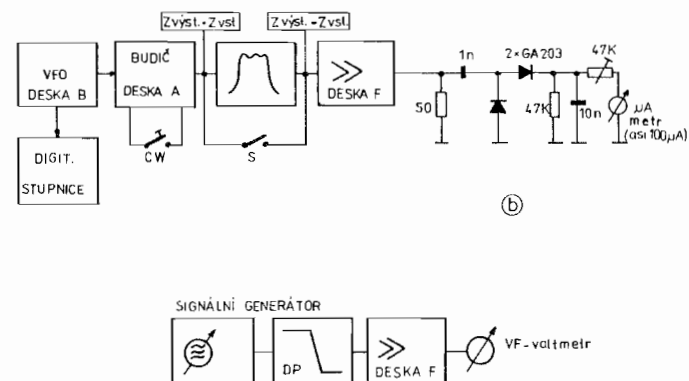 Zvýst.=Zvst
Zvýst.=Zvst.
VFO
DESKA B
BUDIČ
DESKA A
DESKA F
CW
S
DIGIT.
STUPNICE
1n
2×GA203
47K
50
47K
10n
µA
metr
(asi 100µA)
b
SIGNÁLNÍ GENERÁTOR
DP
DESKA F
VF-voltmetr